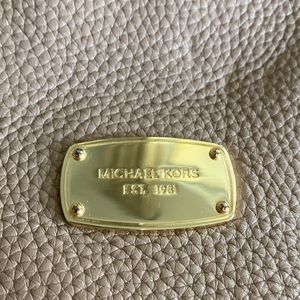 MICHAEL KORS
EST. 1981